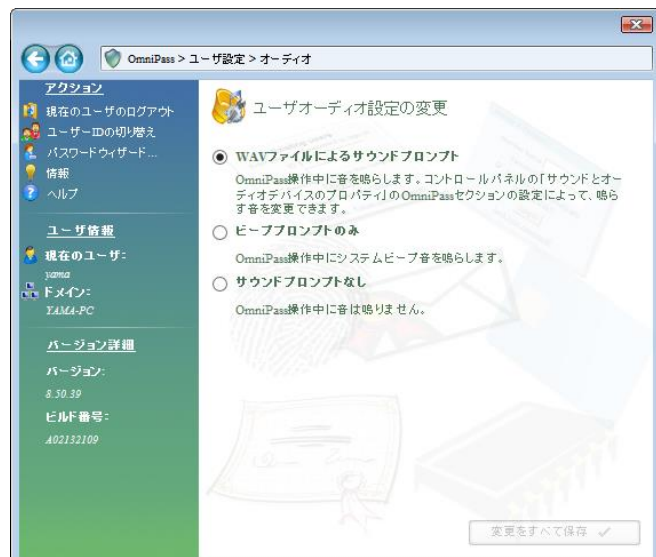 OmniPass > ユーザ設定 > オーディオ
アクション
現在のユーザのログアウト
ユーザーIDの切り替え
パスワードウィザード...
情報
ヘルプ
ユーザ情報
現在のユーザ:
yama
ドメイン:
YAMA-PC
バージョン詳細
バージョン:
8.50.39
ビルド番号:
A02132109
ユーザオーディオ設定の変更
WAVファイルによるサウンドプロンプト
OmniPass操作中に音を鳴らします。コントロールパネルの「サウンドとオー
ディオデバイスのプロパティ」のOmniPassセクションの設定によって、鳴ら
す音を変更できます。
ビーププロンプトのみ
OmniPass操作中にシステムビープ音を鳴らします。
サウンドプロンプトなし
OmniPass操作中に音は鳴りません。
変更をすべて保存